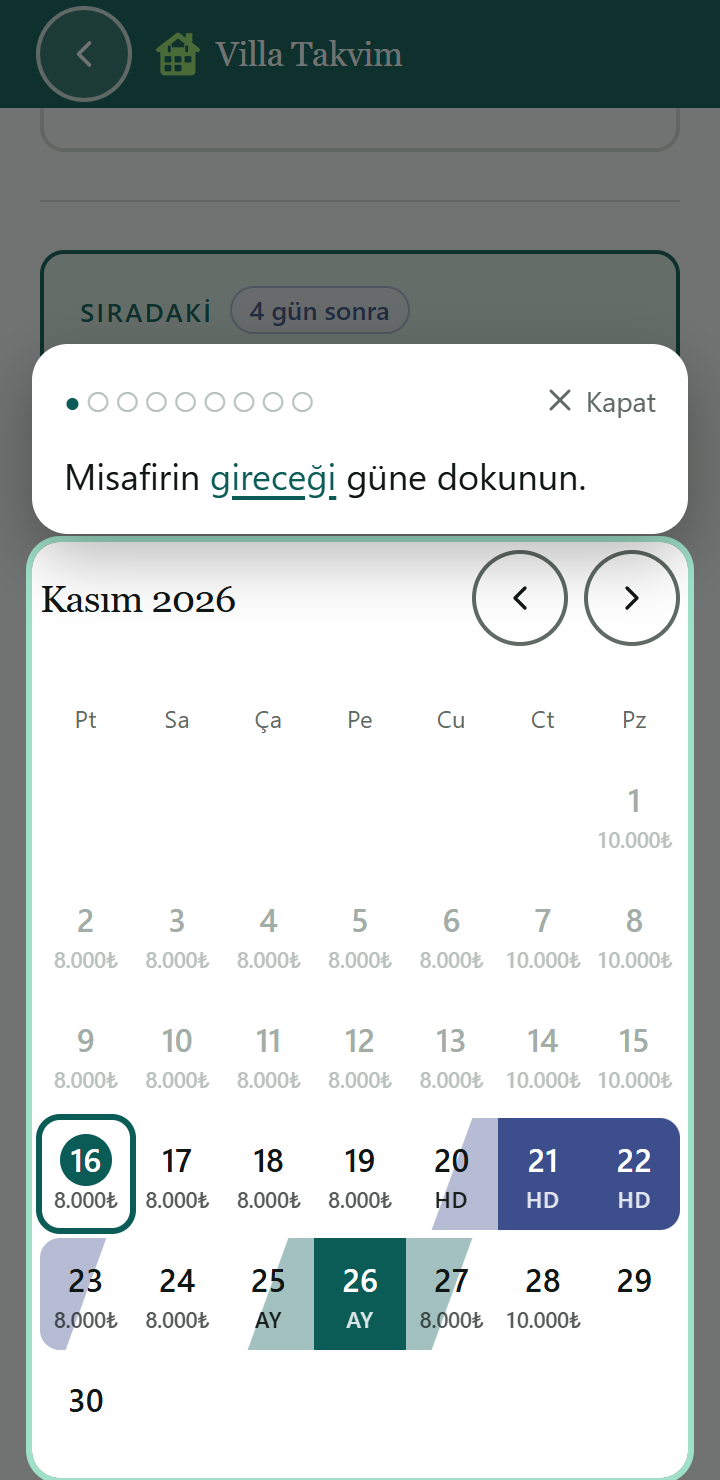 Villa Takvim
SIRADAKİ 4 gün sonra
Kapat
Misafirin gireceği güne dokunun.
Kasım 2026
Pt Sa Ça Pe Cu Ct Pz
1
10.000₺
2 3 4 5 6 7 8
8.000₺ 8.000₺ 8.000₺ 8.000₺ 8.000₺ 10.000₺ 10.000₺
9 10 11 12 13 14 15
8.000₺ 8.000₺ 8.000₺ 8.000₺ 8.000₺ 10.000₺ 10.000₺
16 17 18 19 20 21 22
8.000₺ 8.000₺ 8.000₺ 8.000₺ HD HD HD
23 24 25 26 27 28 29
8.000₺ 8.000₺ AY AY 8.000₺ 10.000₺
30